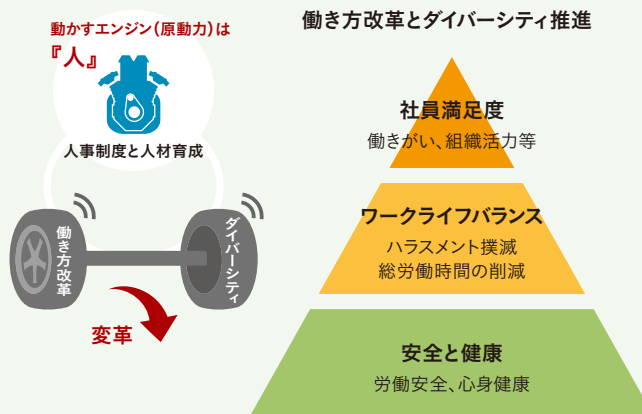 動かすエンジン（原動力）は
『人』
人事制度と人材育成
働き方改革
ダイバーシティ
変革
働き方改革とダイバーシティ推進
社員満足度
働きがい、組織活力等
ワークライフバランス
ハラスメント撲滅
総労働時間の削減
安全と健康
労働安全、心身健康